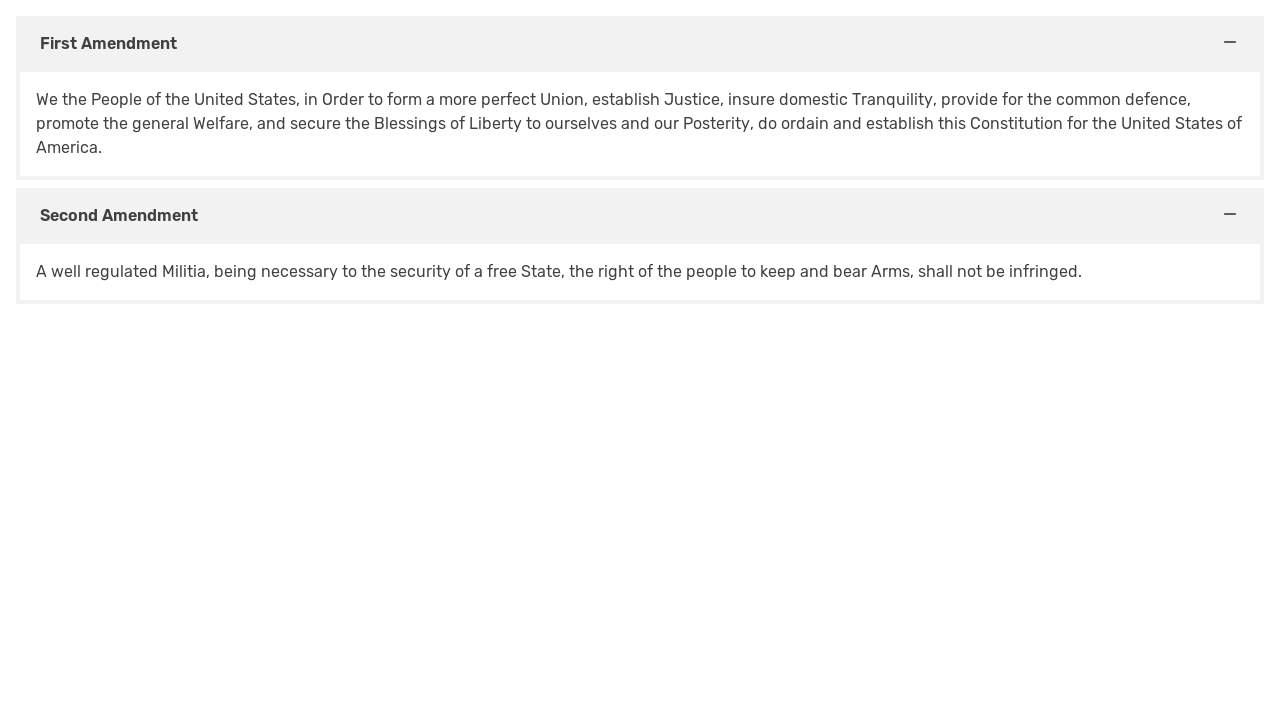 First Amendment
We the People of the United States, in Order to form a more perfect Union, establish Justice, insure domestic Tranquility, provide for the common defence,
promote the general Welfare, and secure the Blessings of Liberty to ourselves and our Posterity, do ordain and establish this Constitution for the United States of
America.
Second Amendment
A well regulated Militia, being necessary to the security of a free State, the right of the people to keep and bear Arms, shall not be infringed.